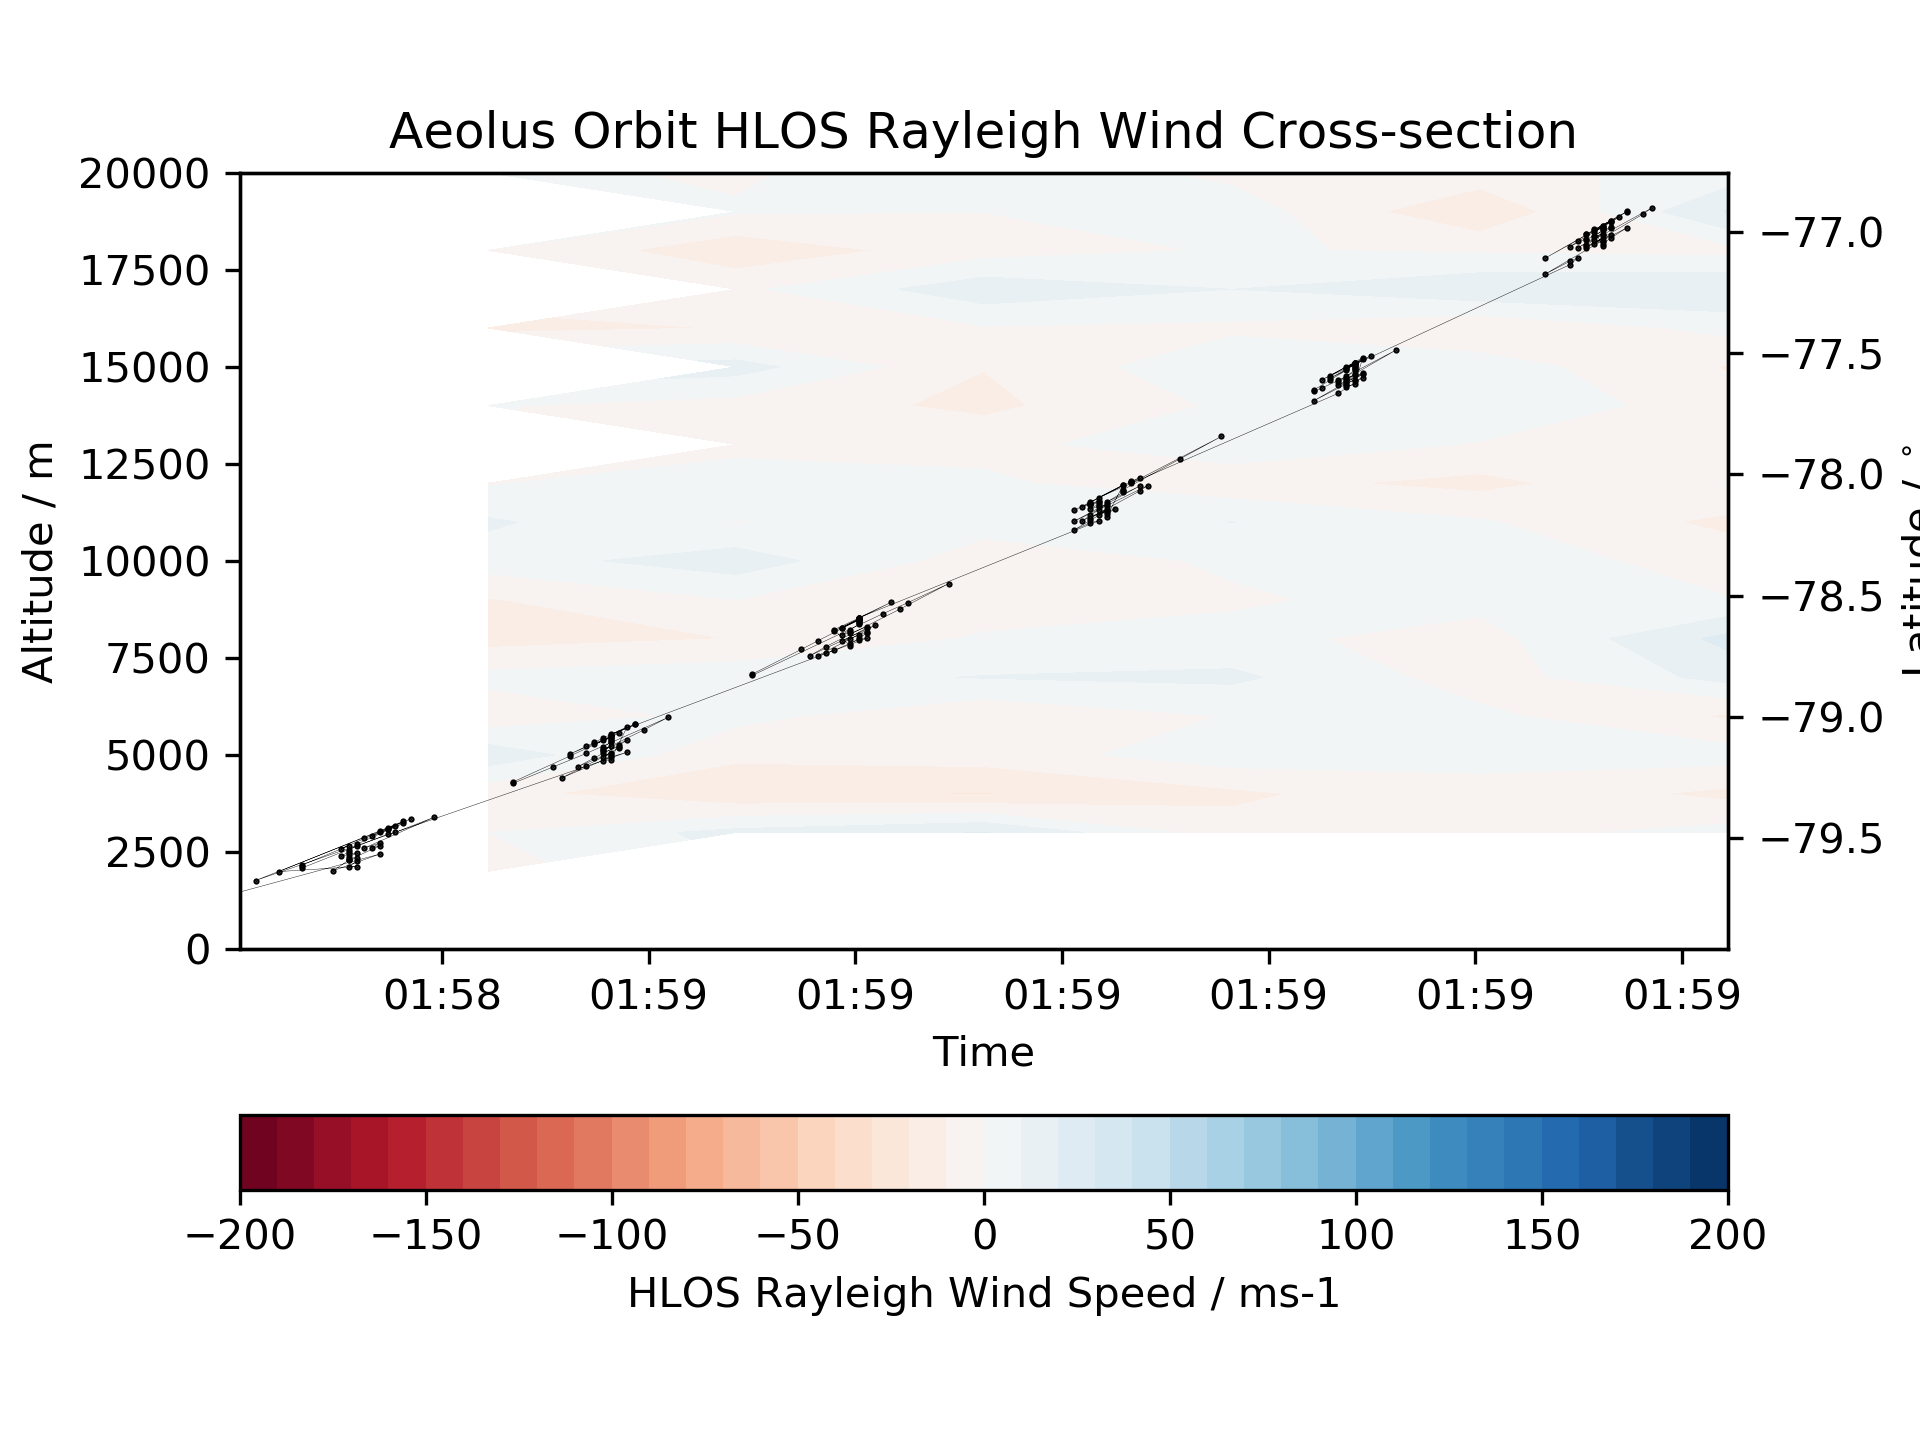 Aeolus Orbit HLOS Rayleigh Wind Cross-section
20000
17500
15000
12500
10000
7500
5000
2500
0
Altitude / m
−77.0
−77.5
−78.0
−78.5
−79.0
−79.5
Latitude / °
01:58 01:59 01:59 01:59 01:59 01:59 01:59
Time
−200 −150 −100 −50 0 50 100 150 200
HLOS Rayleigh Wind Speed / ms-1